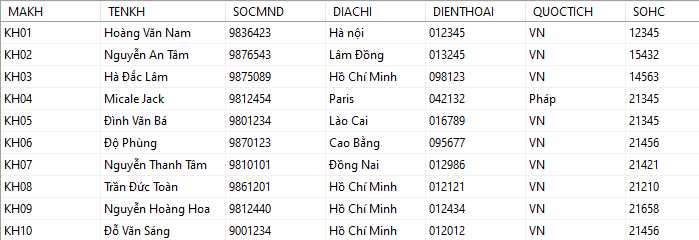 MAKH TENKH SOCMND DIACHI DIENTHOAI QUOCTICH SOHC
KH01 Hoàng Văn Nam 9836423 Hà nội 012345 VN 12345
KH02 Nguyễn An Tâm 9876543 Lâm Đồng 013245 VN 15432
KH03 Hà Đắc Lâm 9875089 Hồ Chí Minh 098123 VN 14563
KH04 Micale Jack 9812454 Paris 042132 Pháp 21345
KH05 Đình Văn Bá 9801234 Lào Cai 016789 VN 21345
KH06 Độ Phùng 9870123 Cao Bằng 095677 VN 21456
KH07 Nguyễn Thanh Tâm 9810101 Đồng Nai 012986 VN 21421
KH08 Trần Đức Toàn 9861201 Hồ Chí Minh 012121 VN 21210
KH09 Nguyễn Hoàng Hoa 9812440 Hồ Chí Minh 012434 VN 21658
KH10 Đỗ Văn Sáng 9001234 Hồ Chí Minh 012012 VN 21456